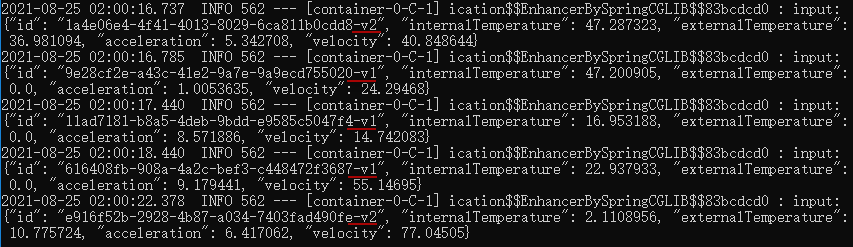 2021-08-25 02:00:16.737  INFO 562 --- [container-0-C-1] ication$$EnhancerBySpringCGLIB$$83bcdcd0 : input:
{"id": "1a4e06e4-4f41-4013-8029-6ca811b0cdd8-v2", "internalTemperature": 47.287323, "externalTemperature":
36.981094, "acceleration": 5.342708, "velocity": 40.848644}
2021-08-25 02:00:16.785  INFO 562 --- [container-0-C-1] ication$$EnhancerBySpringCGLIB$$83bcdcd0 : input:
{"id": "9e28cf2e-a43c-41e2-9a7e-9a9ecd755020-v1", "internalTemperature": 47.200905, "externalTemperature":
0.0, "acceleration": 1.0053635, "velocity": 24.29468}
2021-08-25 02:00:17.440  INFO 562 --- [container-0-C-1] ication$$EnhancerBySpringCGLIB$$83bcdcd0 : input:
{"id": "11ad7181-b8a5-4deb-9bdd-e9585c5047f4-v1", "internalTemperature": 16.953188, "externalTemperature":
0.0, "acceleration": 8.571886, "velocity": 14.742083}
2021-08-25 02:00:18.440  INFO 562 --- [container-0-C-1] ication$$EnhancerBySpringCGLIB$$83bcdcd0 : input:
{"id": "616408fb-908a-4a2c-bef3-c448472f3687-v1", "internalTemperature": 22.937933, "externalTemperature":
0.0, "acceleration": 9.179441, "velocity": 55.14695}
2021-08-25 02:00:22.378  INFO 562 --- [container-0-C-1] ication$$EnhancerBySpringCGLIB$$83bcdcd0 : input:
{"id": "e916f52b-2928-4b87-a034-7403fad490fe-v2", "internalTemperature": 2.1108956, "externalTemperature":
10.775724, "acceleration": 6.417062, "velocity": 77.04505}